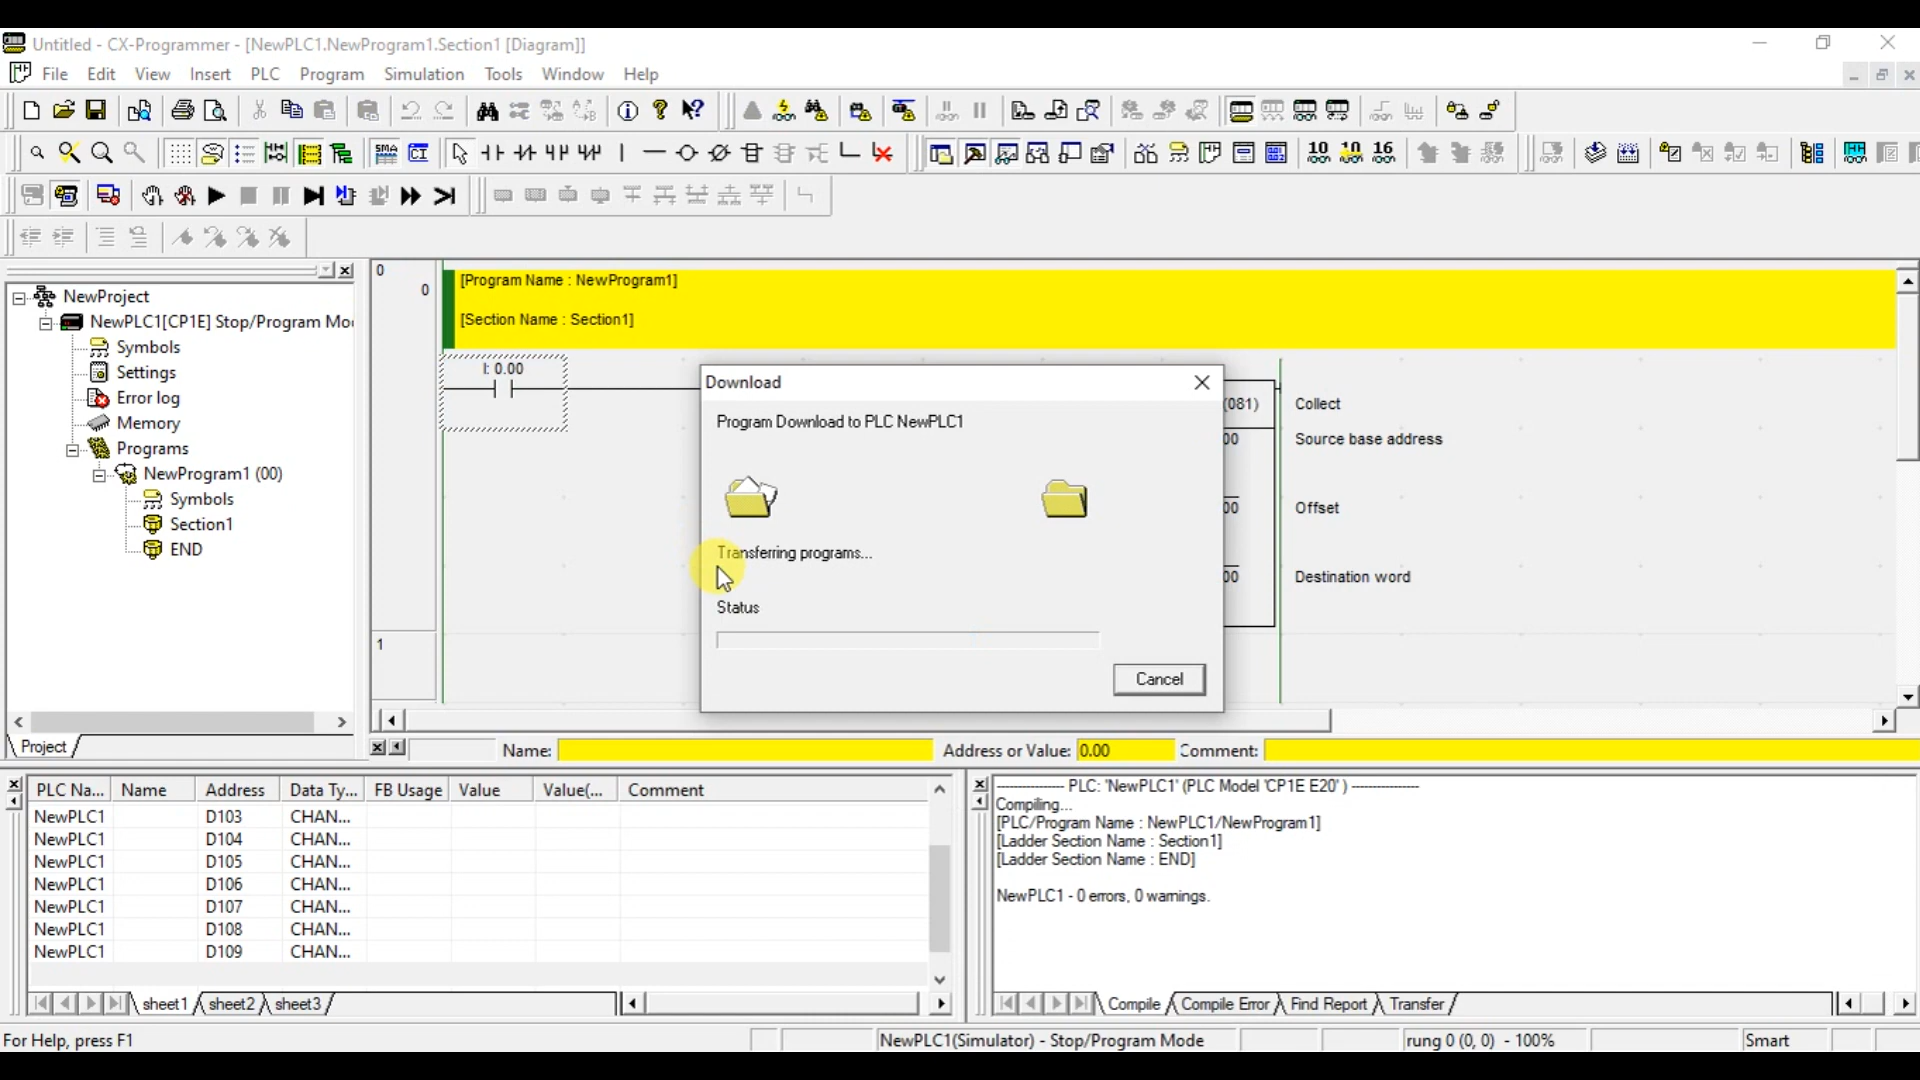 Untitled - CX-Programmer - [NewPLC1.NewProgram1.Section1 [Diagram]]
File Edit View Insert PLC Program Simulation Tools Window Help
SMA CI
10 10 16
NewProject
NewPLC1[CP1E] Stop/Program Mo
Symbols
Settings
Error log
Memory
Programs
NewProgram1 (00)
Symbols
Section1
END
Project
0
0
[Program Name : NewProgram1]
[Section Name : Section1]
I: 0.00
(081)
Collect
00
Source base address
00
Offset
00
Destination word
1
Download
Program Download to PLC NewPLC1
Transferring programs...
Status
Cancel
Name:
Address or Value: 0.00
Comment:
PLC Na... Name Address Data Ty... FB Usage Value Value(... Comment
NewPLC1 D103 CHAN...
NewPLC1 D104 CHAN...
NewPLC1 D105 CHAN...
NewPLC1 D106 CHAN...
NewPLC1 D107 CHAN...
NewPLC1 D108 CHAN...
NewPLC1 D109 CHAN...
sheet1 sheet2 sheet3
---------------- PLC: 'NewPLC1' (PLC Model 'CP1E E20' ) ----------------
Compiling...
[PLC/Program Name : NewPLC1/NewProgram1]
[Ladder Section Name : Section1]
[Ladder Section Name : END]
NewPLC1 - 0 errors, 0 warnings.
Compile Compile Error Find Report Transfer
For Help, press F1
NewPLC1(Simulator) - Stop/Program Mode
rung 0 (0, 0) - 100%
Smart